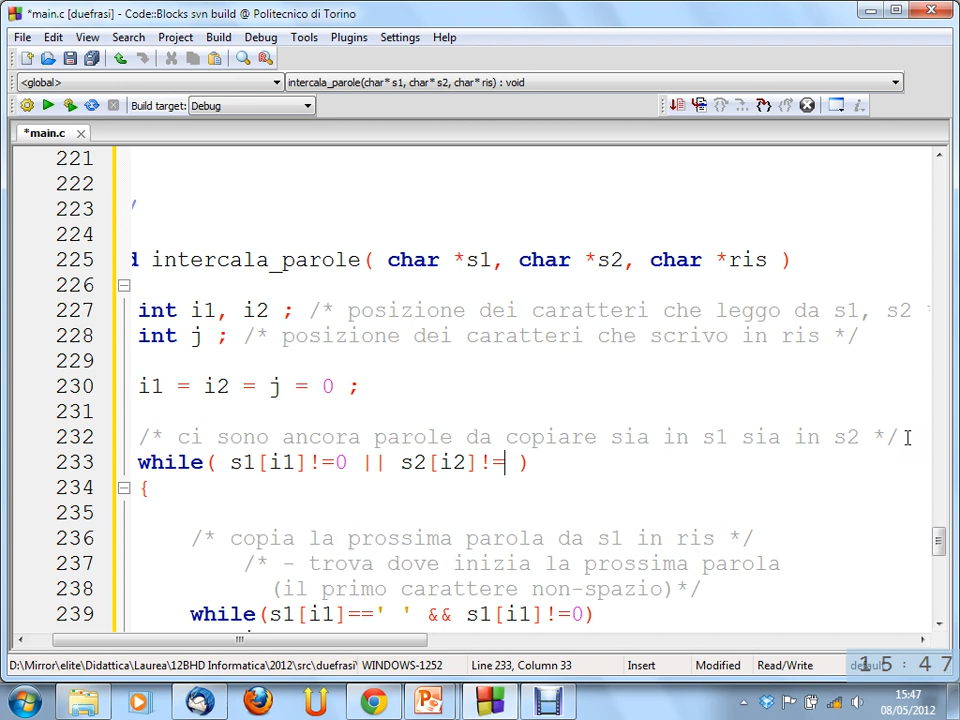 *main.c [duefrasi] - Code::Blocks svn build @ Politecnico di Torino
File Edit View Search Project Build Debug Tools Plugins Settings Help
<global> intercala_parole(char* s1, char* s2, char* ris) : void
Build target: Debug
*main.c
221
222
223 /
224
225 d intercala_parole( char *s1, char *s2, char *ris )
226
227 int i1, i2 ; /* posizione dei caratteri che leggo da s1, s2 *
228 int j ; /* posizione dei caratteri che scrivo in ris */
229
230 i1 = i2 = j = 0 ;
231
232 /* ci sono ancora parole da copiare sia in s1 sia in s2 */
233 while( s1[i1]!=0 || s2[i2]!= )
234 {
235
236 /* copia la prossima parola da s1 in ris */
237 /* - trova dove inizia la prossima parola
238 (il primo carattere non-spazio)*/
239 while(s1[i1]==' ' && s1[i1]!=0)
D:\Mirror\elite\Didattica\Laurea\12BHD Informatica\2012\src\duefrasi\ WINDOWS-1252 Line 233, Column 33 Insert Modified Read/Write default
15:47
15:47
08/05/2012